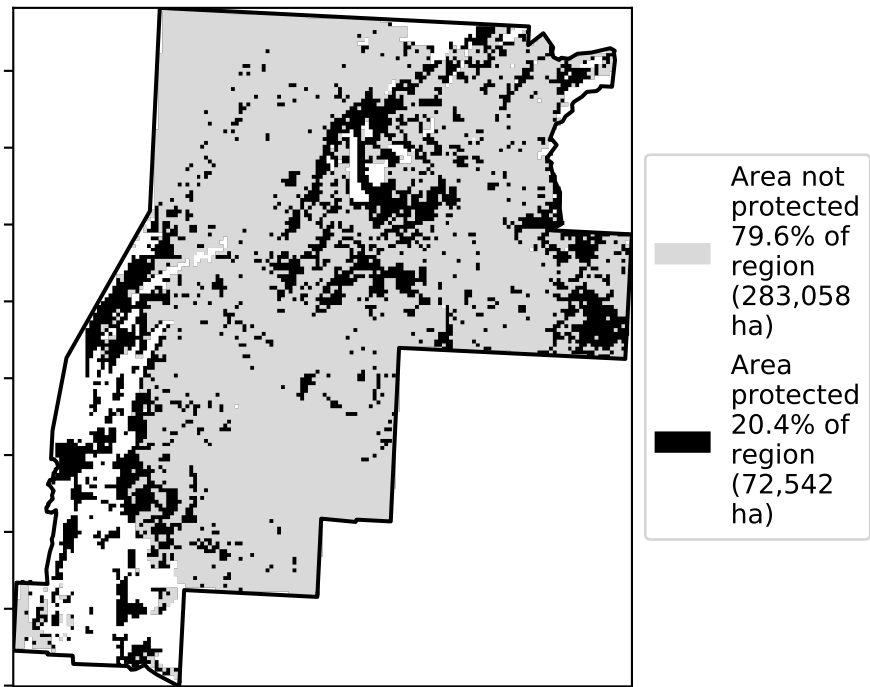 Area not
protected
79.6% of
region
(283,058
ha)
Area
protected
20.4% of
region
(72,542
ha)